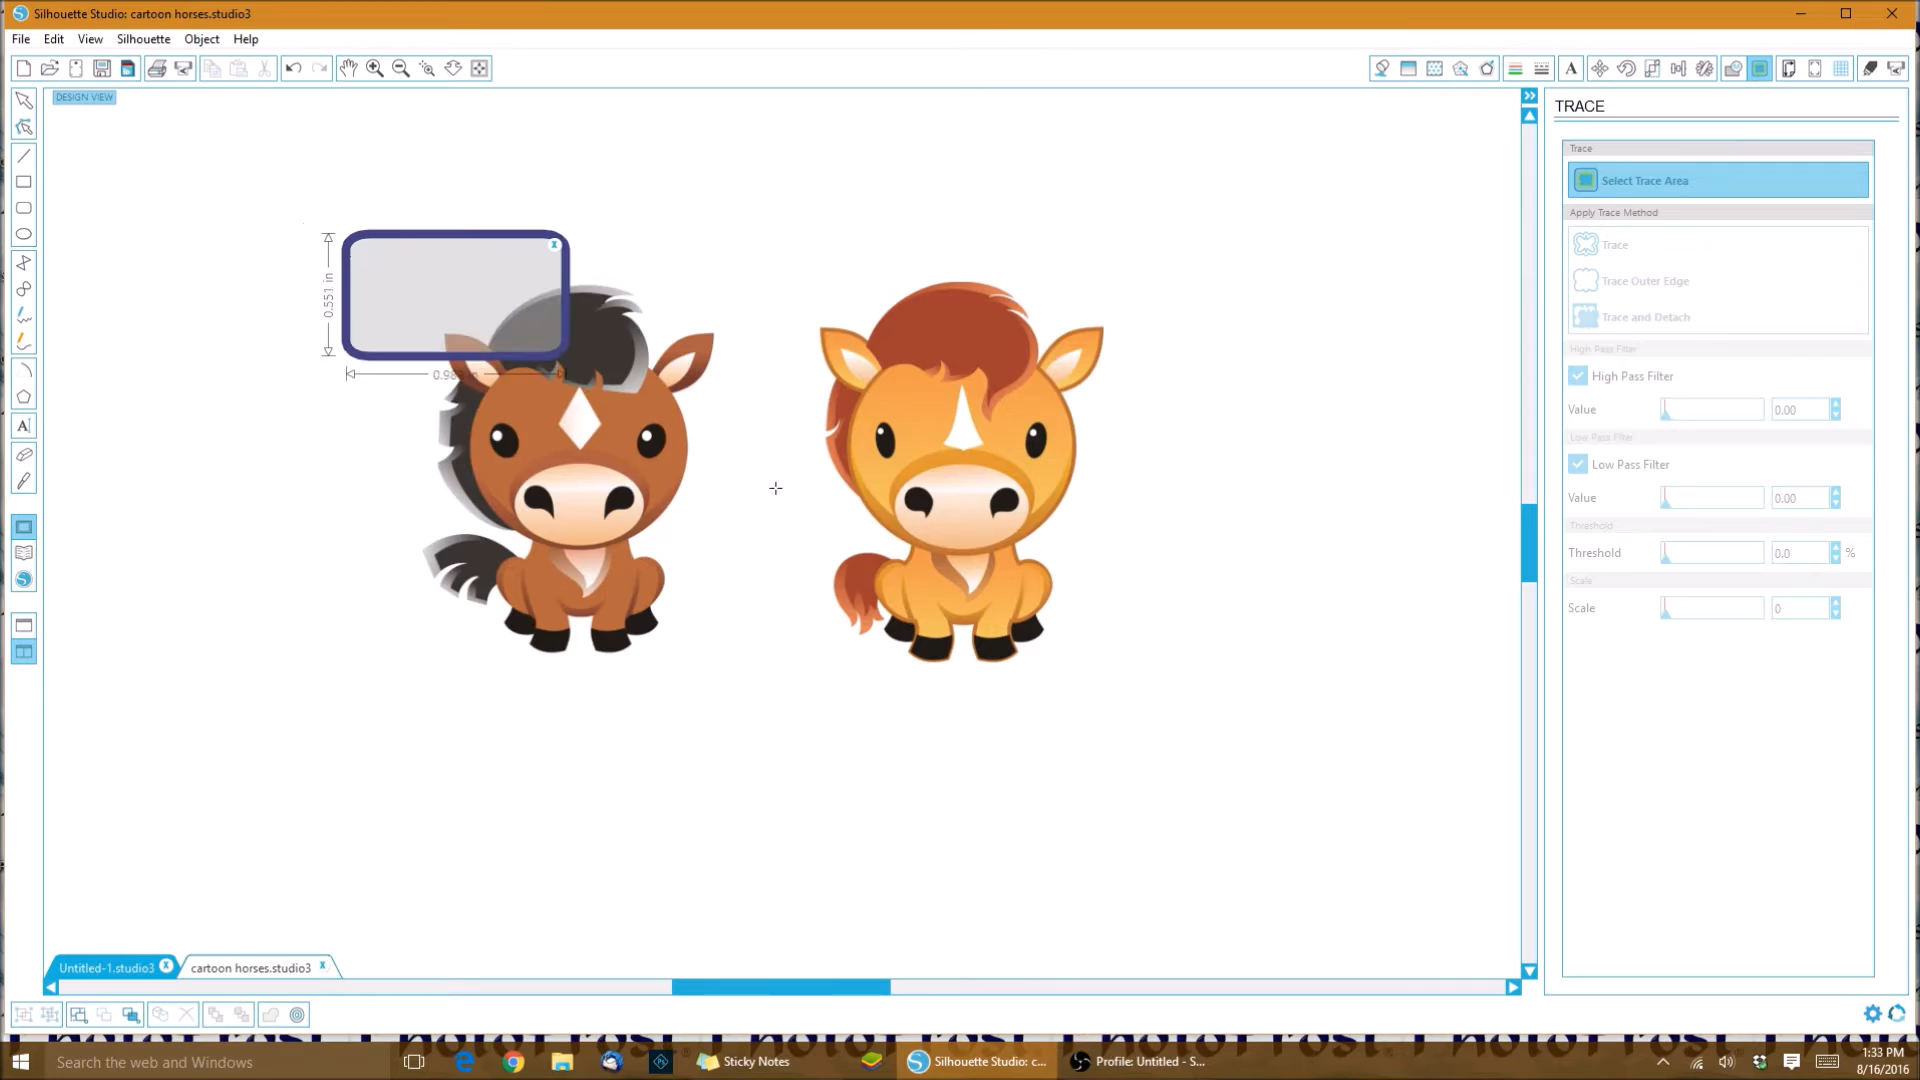 Silhouette Studio: cartoon horses.studio3
File Edit View Silhouette Object Help
DESIGN VIEW
TRACE
Trace
Select Trace Area
Apply Trace Method
Trace
Trace Outer Edge
Trace and Detach
High Pass Filter
High Pass Filter
Value 0.00
Low Pass Filter
Low Pass Filter
Value 0.00
Threshold
Threshold 0.0 %
Scale
Scale 0
0.551 in
Untitled-1.studio3
cartoon horses.studio3
Search the web and Windows
Sticky Notes
Silhouette Studio: c...
Profile: Untitled - S...
1:33 PM
8/16/2016